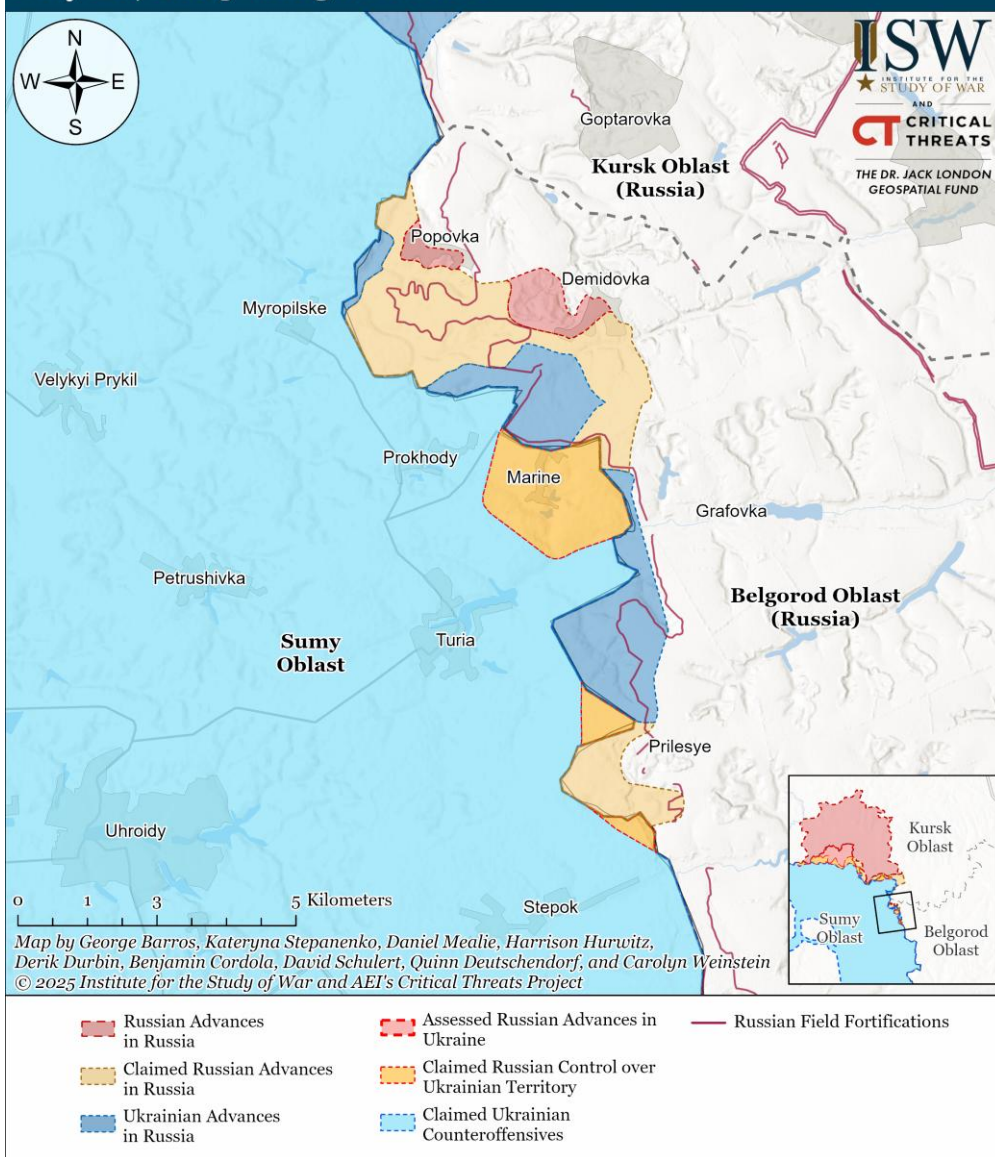 N
W
E
S
ISW
INSTITUTE FOR THE
STUDY OF WAR
AND
CT CRITICAL
THREATS
THE DR. JACK LONDON
GEOSPATIAL FUND
Goptarovka
Kursk Oblast
(Russia)
Popovka
Demidovka
Myropilske
Velykyi Prykil
Prokhody
Marine
Grafovka
Petrushivka
Belgorod Oblast
(Russia)
Sumy
Oblast
Turia
Prilesye
Uhroidy
Kursk
Oblast
Sumy
Oblast
Belgorod
Oblast
0 1 3 5 Kilometers
Stepok
Map by George Barros, Kateryna Stepanenko, Daniel Mealie, Harrison Hurwitz,
Derik Durbin, Benjamin Cordola, David Schulert, Quinn Deutschendorf, and Carolyn Weinstein
© 2025 Institute for the Study of War and AEI's Critical Threats Project
Russian Advances
in Russia
Claimed Russian Advances
in Russia
Ukrainian Advances
in Russia
Assessed Russian Advances in
Ukraine
Claimed Russian Control over
Ukrainian Territory
Claimed Ukrainian
Counteroffensives
Russian Field Fortifications